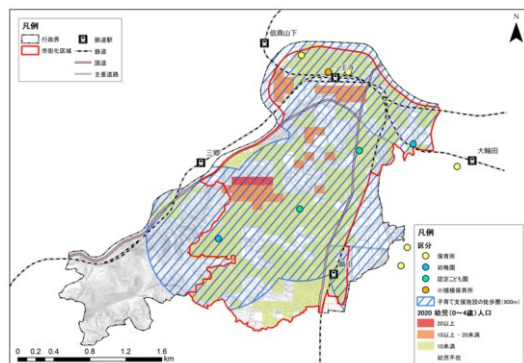 凡例
行政界
市街化区域
鉄道駅
鉄道
国道
主要道路
信貴山下
王寺
三郷
大輪田
畠田
凡例
区分
保育所
幼稚園
認定こども園
小規模保育所
子育て支援施設の徒歩圏(800m)
2020 幼児(0~4歳)人口
20以上
10以上-20未満
10未満
幼児不在
0 0.4 0.8 1.2 1.6
km